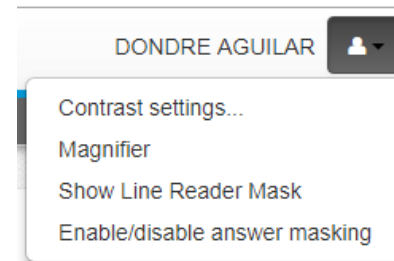 DONDRE AGUILAR
Contrast settings...
Magnifier
Show Line Reader Mask
Enable/disable answer masking